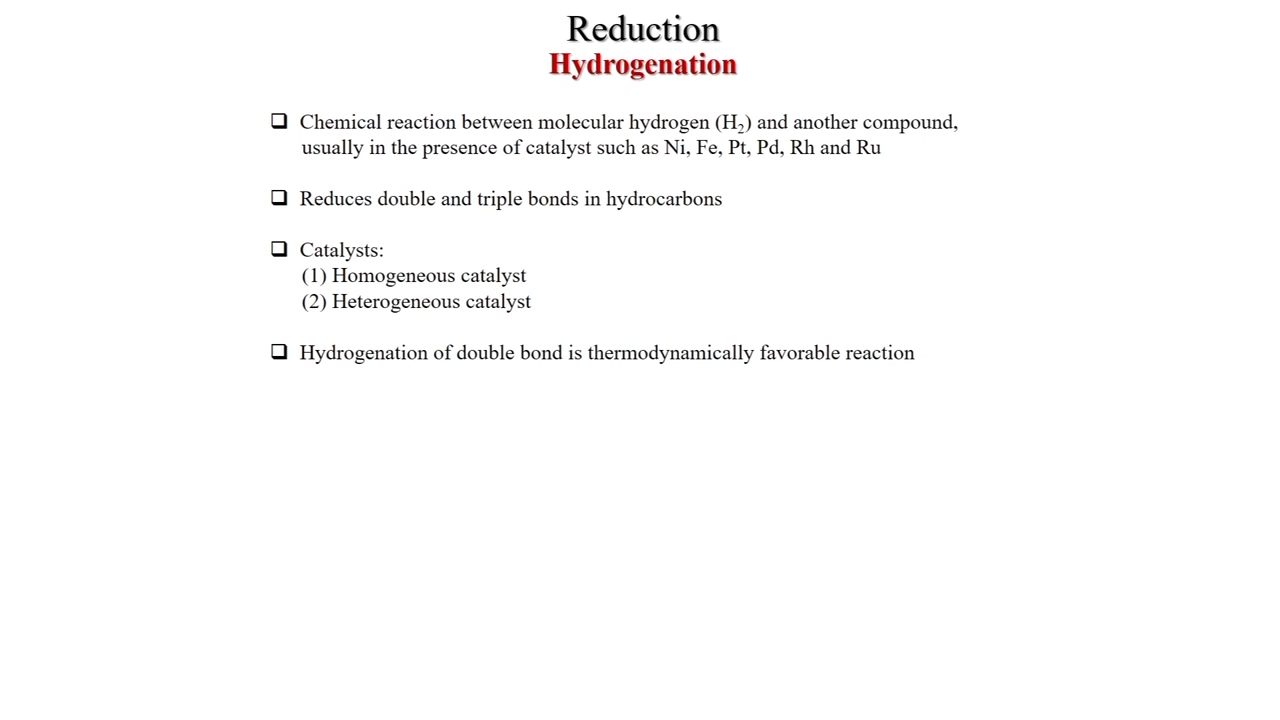 Reduction
Hydrogenation
❑ Chemical reaction between molecular hydrogen (H₂) and another compound,
usually in the presence of catalyst such as Ni, Fe, Pt, Pd, Rh and Ru
❑ Reduces double and triple bonds in hydrocarbons
❑ Catalysts:
(1) Homogeneous catalyst
(2) Heterogeneous catalyst
❑ Hydrogenation of double bond is thermodynamically favorable reaction